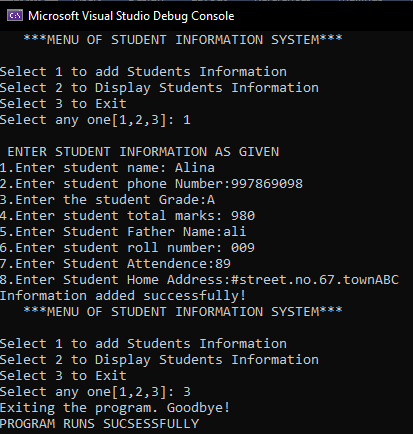 Microsoft Visual Studio Debug Console
***MENU OF STUDENT INFORMATION SYSTEM***
Select 1 to add Students Information
Select 2 to Display Students Information
Select 3 to Exit
Select any one[1,2,3]: 1
ENTER STUDENT INFORMATION AS GIVEN
1.Enter student name: Alina
2.Enter student phone Number:997869098
3.Enter the student Grade:A
4.Enter student total marks: 980
5.Enter Student Father Name:ali
6.Enter student roll number: 009
7.Enter Student Attendence:89
8.Enter Student Home Address:#street.no.67.townABC
Information added successfully!
***MENU OF STUDENT INFORMATION SYSTEM***
Select 1 to add Students Information
Select 2 to Display Students Information
Select 3 to Exit
Select any one[1,2,3]: 3
Exiting the program. Goodbye!
PROGRAM RUNS SUCSESSFULLY